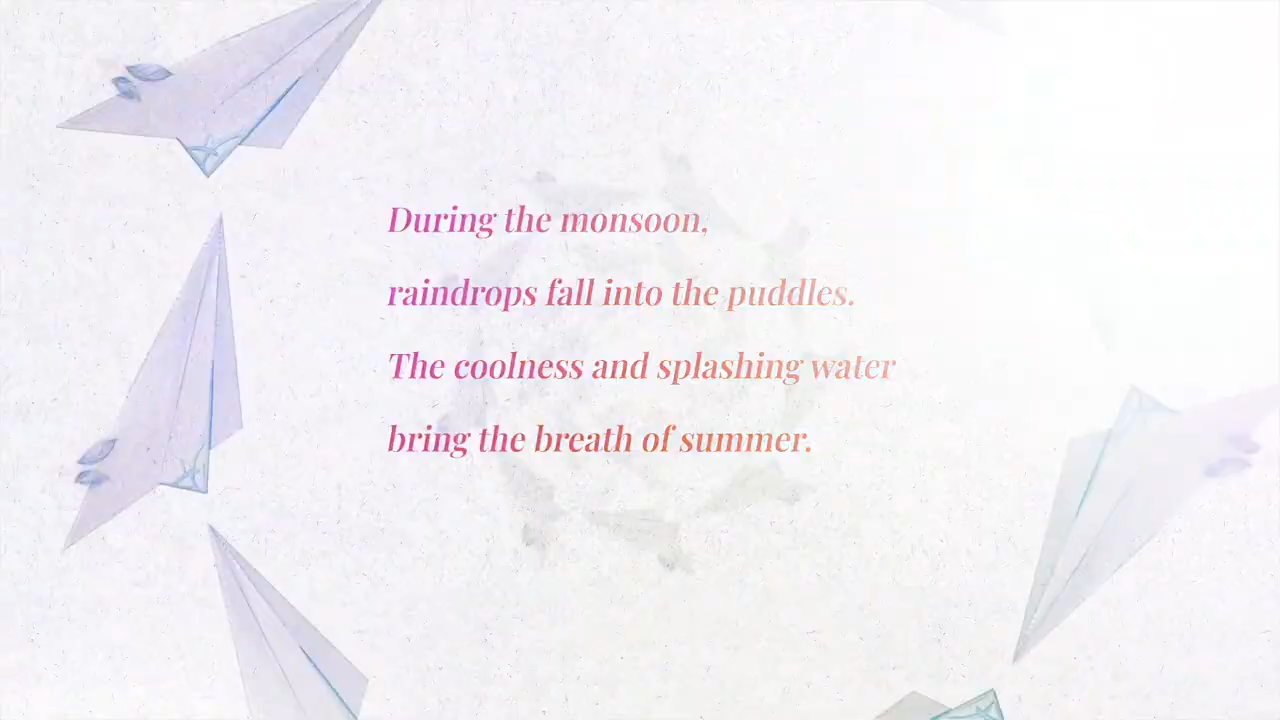 During the monsoon,
raindrops fall into the puddles.
The coolness and splashing water
bring the breath of summer.